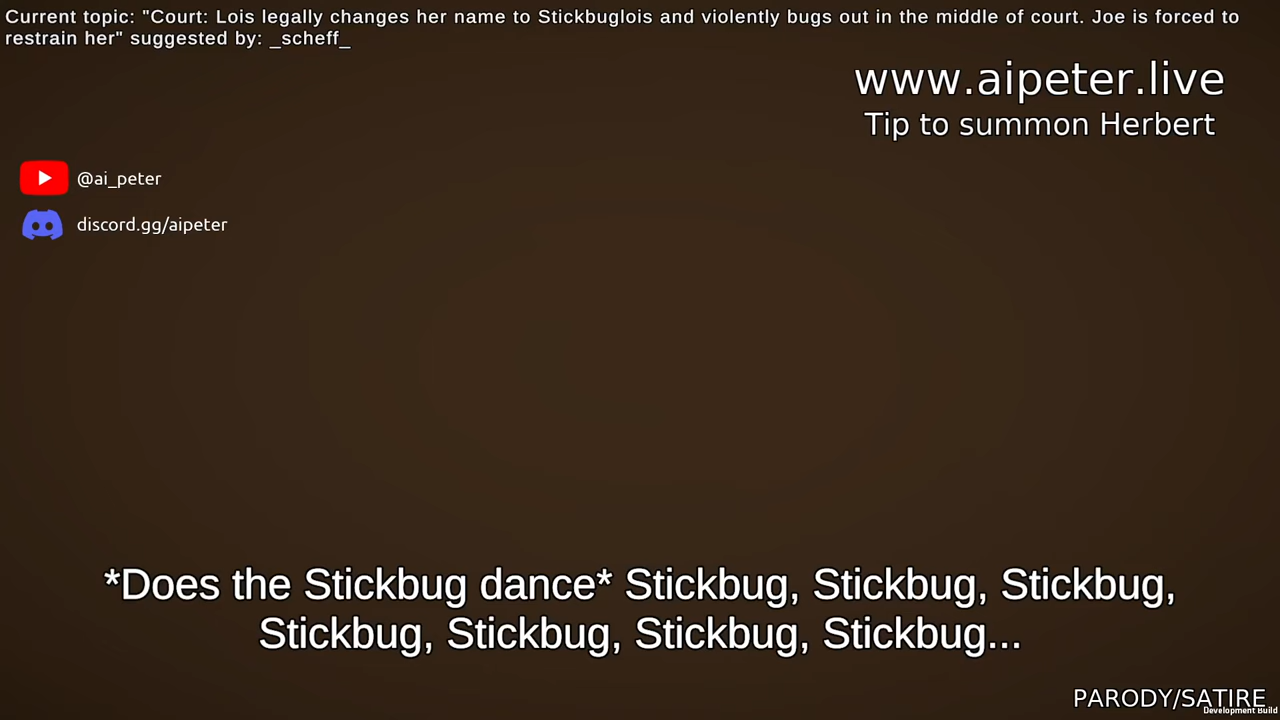 Current topic: "Court: Lois legally changes her name to Stickbuglois and violently bugs out in the middle of court. Joe is forced to
restrain her" suggested by: _scheff_
www.aipeter.live
Tip to summon Herbert
@ai_peter
discord.gg/aipeter
*Does the Stickbug dance* Stickbug, Stickbug, Stickbug,
Stickbug, Stickbug, Stickbug, Stickbug...
PARODY/SATIRE
Development Build